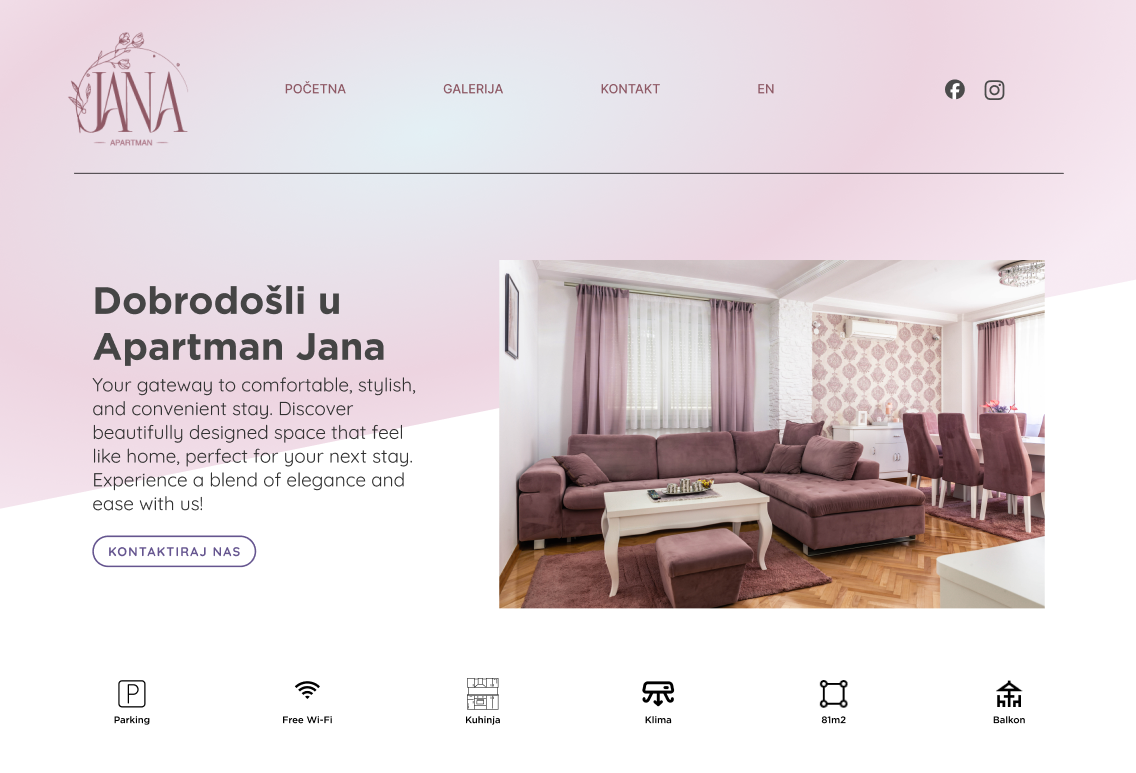 JANA
APARTMAN
POČETNA
GALERIJA
KONTAKT
EN
Dobrodošli u
Apartman Jana
Your gateway to comfortable, stylish,
and convenient stay. Discover
beautifully designed space that feel
like home, perfect for your next stay.
Experience a blend of elegance and
ease with us!
KONTAKTIRAJ NAS
P
Parking
Free Wi-Fi
Kuhinja
Klima
81m2
Balkon